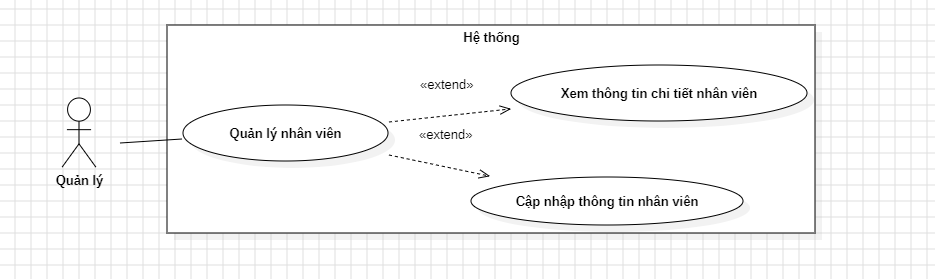 Hệ thống
«extend»
Xem thông tin chi tiết nhân viên
Quản lý nhân viên
«extend»
Quản lý
Cập nhập thông tin nhân viên